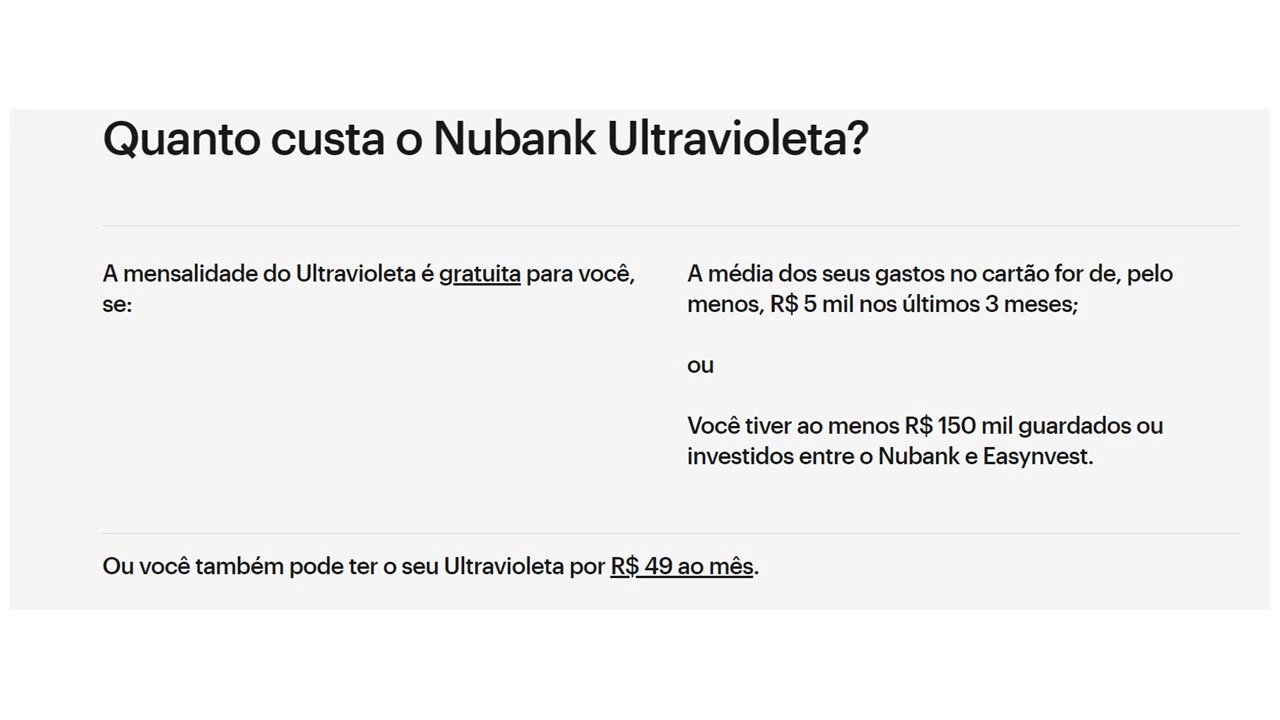 Quanto custa o Nubank Ultravioleta?
A mensalidade do Ultravioleta é gratuita para você,
se:
A média dos seus gastos no cartão for de, pelo
menos, R$ 5 mil nos últimos 3 meses;
ou
Você tiver ao menos R$ 150 mil guardados ou
investidos entre o Nubank e Easynvest.
Ou você também pode ter o seu Ultravioleta por R$ 49 ao mês.